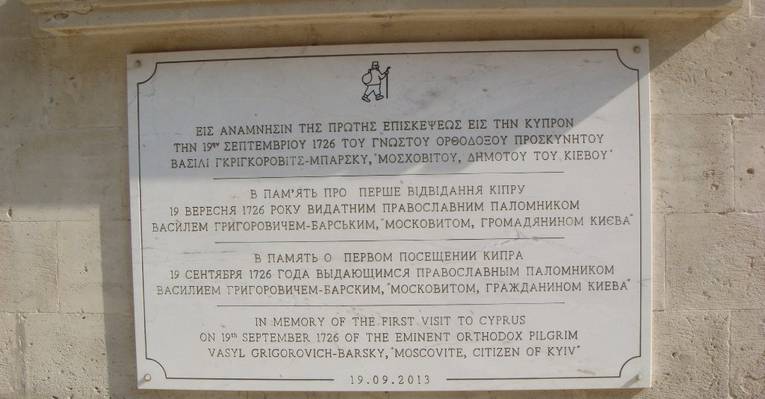 ΕΙΣ ΑΝΑΜΝΗΣΙΝ ΤΗΣ ΠΡΩΤΗΣ ΕΠΙΣΚΕΨΕΩΣ ΕΙΣ ΤΗΝ ΚΥΠΡΟΝ
ΤΗΝ 19ην ΣΕΠΤΕΜΒΡΙΟΥ 1726 ΤΟΥ ΓΝΩΣΤΟΥ ΟΡΘΟΔΟΞΟΥ ΠΡΟΣΚΥΝΗΤΟΥ
ΒΑΣΙΛΙ ΓΚΡΙΓΚΟΡΟΒΙΤΣ-ΜΠΑΡΣΚΥ, "ΜΟΣΧΟΒΙΤΟΥ, ΔΗΜΟΤΟΥ ΤΟΥ ΚΙΕΒΟΥ"
В ПАМ'ЯТЬ ПРО ПЕРШЕ ВІДВІДАННЯ КІПРУ
19 ВЕРЕСНЯ 1726 РОКУ ВИДАТНИМ ПРАВОСЛАВНИМ ПАЛОМНИКОМ
ВАСИЛЕМ ГРИГОРОВИЧЕМ-БАРСЬКИМ, "МОСКОВИТОМ, ГРОМАДЯНИНОМ КИЄВА"
В ПАМЯТЬ О ПЕРВОМ ПОСЕЩЕНИИ КИПРА
19 СЕНТЯБРЯ 1726 ГОДА ВЫДАЮЩИМСЯ ПРАВОСЛАВНЫМ ПАЛОМНИКОМ
ВАСИЛИЕМ ГРИГОРОВИЧЕМ-БАРСКИМ, "МОСКОВИТОМ, ГРАЖДАНИНОМ КИЕВА"
IN MEMORY OF THE FIRST VISIT TO CYPRUS
ON 19th SEPTEMBER 1726 OF THE EMINENT ORTHODOX PILGRIM
VASYL GRIGOROVICH-BARSKY, "MOSCOVITE, CITIZEN OF KYIV"
19.09.2013